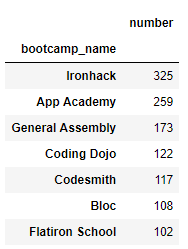 number
bootcamp_name
Ironhack 325
App Academy 259
General Assembly 173
Coding Dojo 122
Codesmith 117
Bloc 108
Flatiron School 102